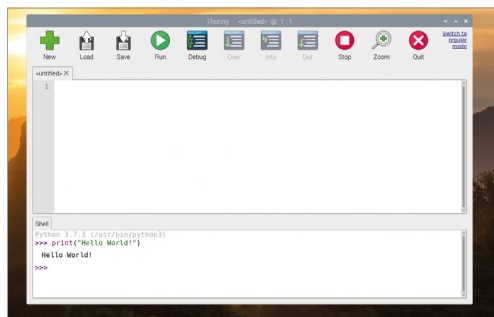 Thonny - <untitled> @ 1 : 1
New Load Save Run Debug Over Into Out Stop Zoom Quit
Switch to
regular
mode
<untitled>
1
Shell
Python 3.7.3 (/usr/bin/python3)
>>> print("Hello World!")
Hello World!
>>>